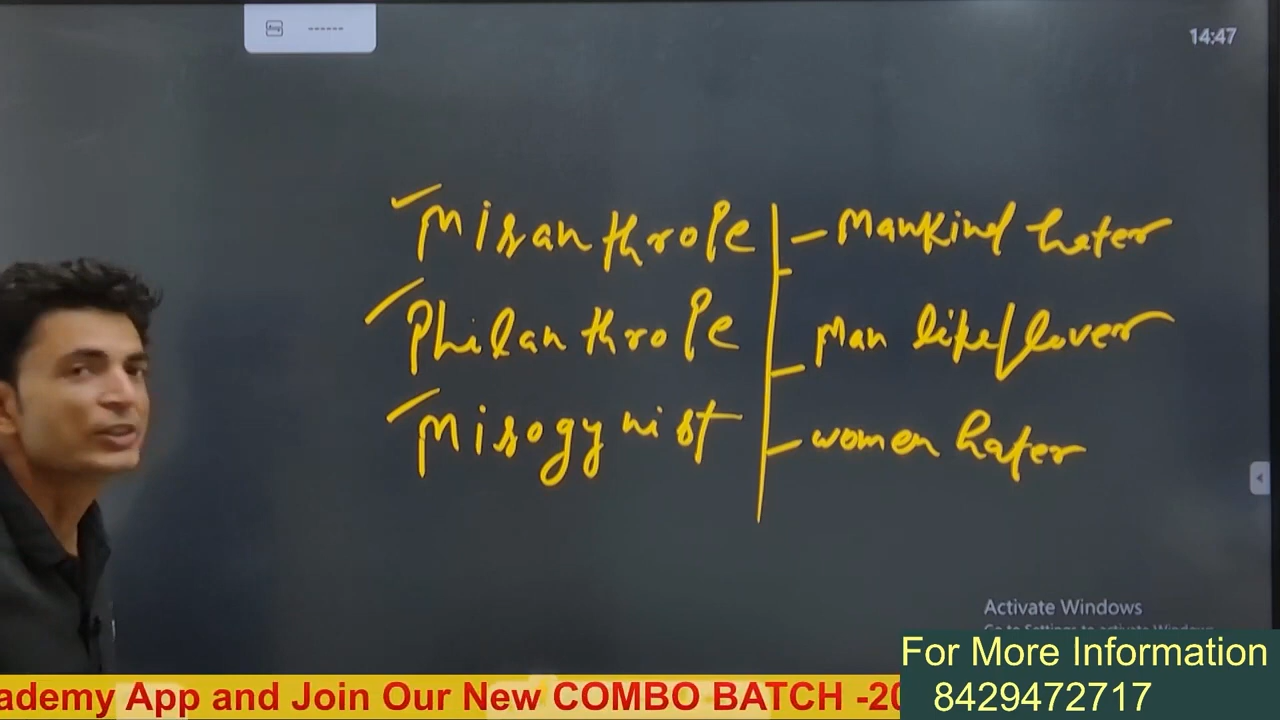 14:47
Misanthrope - Mankind hater
Philanthrope - Man like/lover
Misogynist - women hater
Activate Windows
For More Information
ademy App and Join Our New COMBO BATCH -20
8429472717